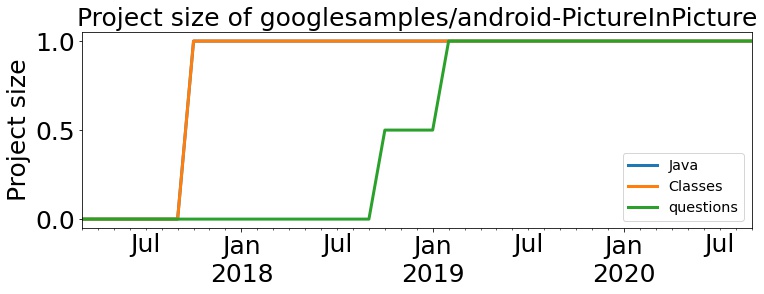 Project size of googlesamples/android-PictureInPicture
Project size
1.0
0.5
0.0
Java
Classes
questions
Jul Jan Jul Jan Jul Jan Jul
2018 2019 2020